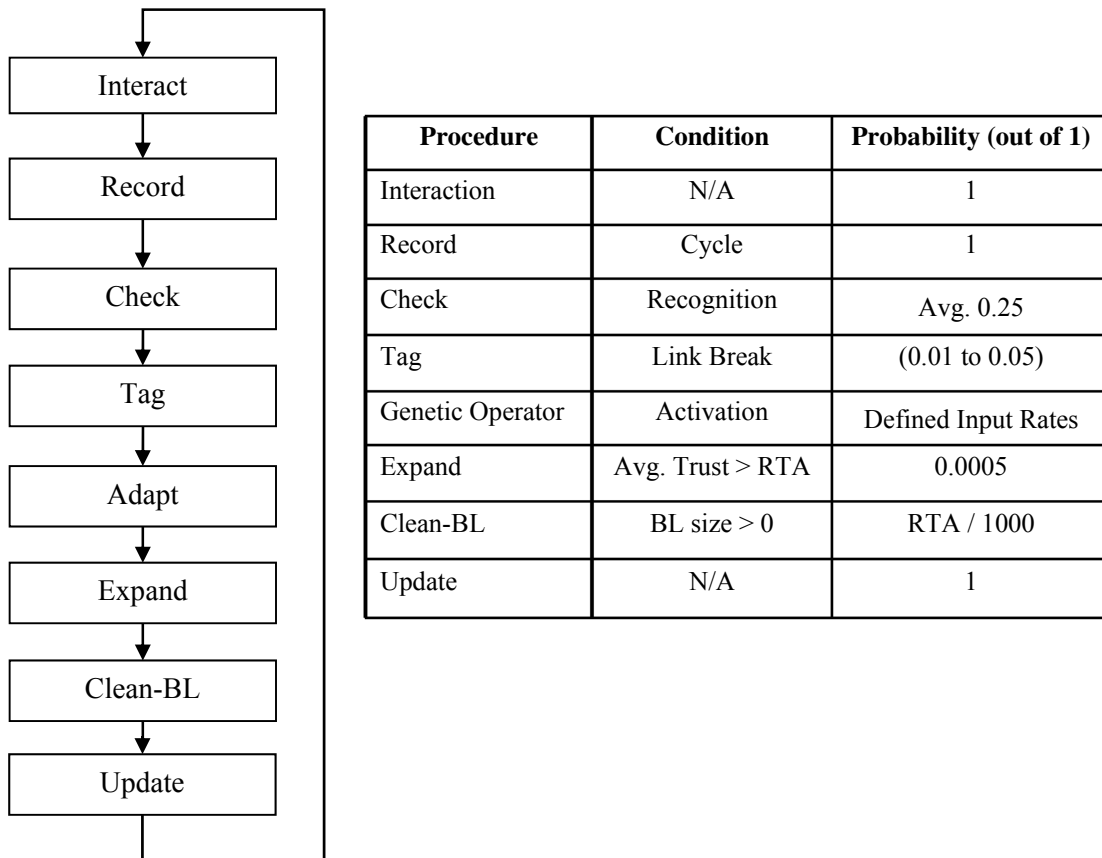 Interact
Record
Check
Tag
Adapt
Expand
Clean-BL
Update
Procedure Condition Probability (out of 1)
Interaction N/A 1
Record Cycle 1
Check Recognition Avg. 0.25
Tag Link Break (0.01 to 0.05)
Genetic Operator Activation Defined Input Rates
Expand Avg. Trust > RTA 0.0005
Clean-BL BL size > 0 RTA / 1000
Update N/A 1